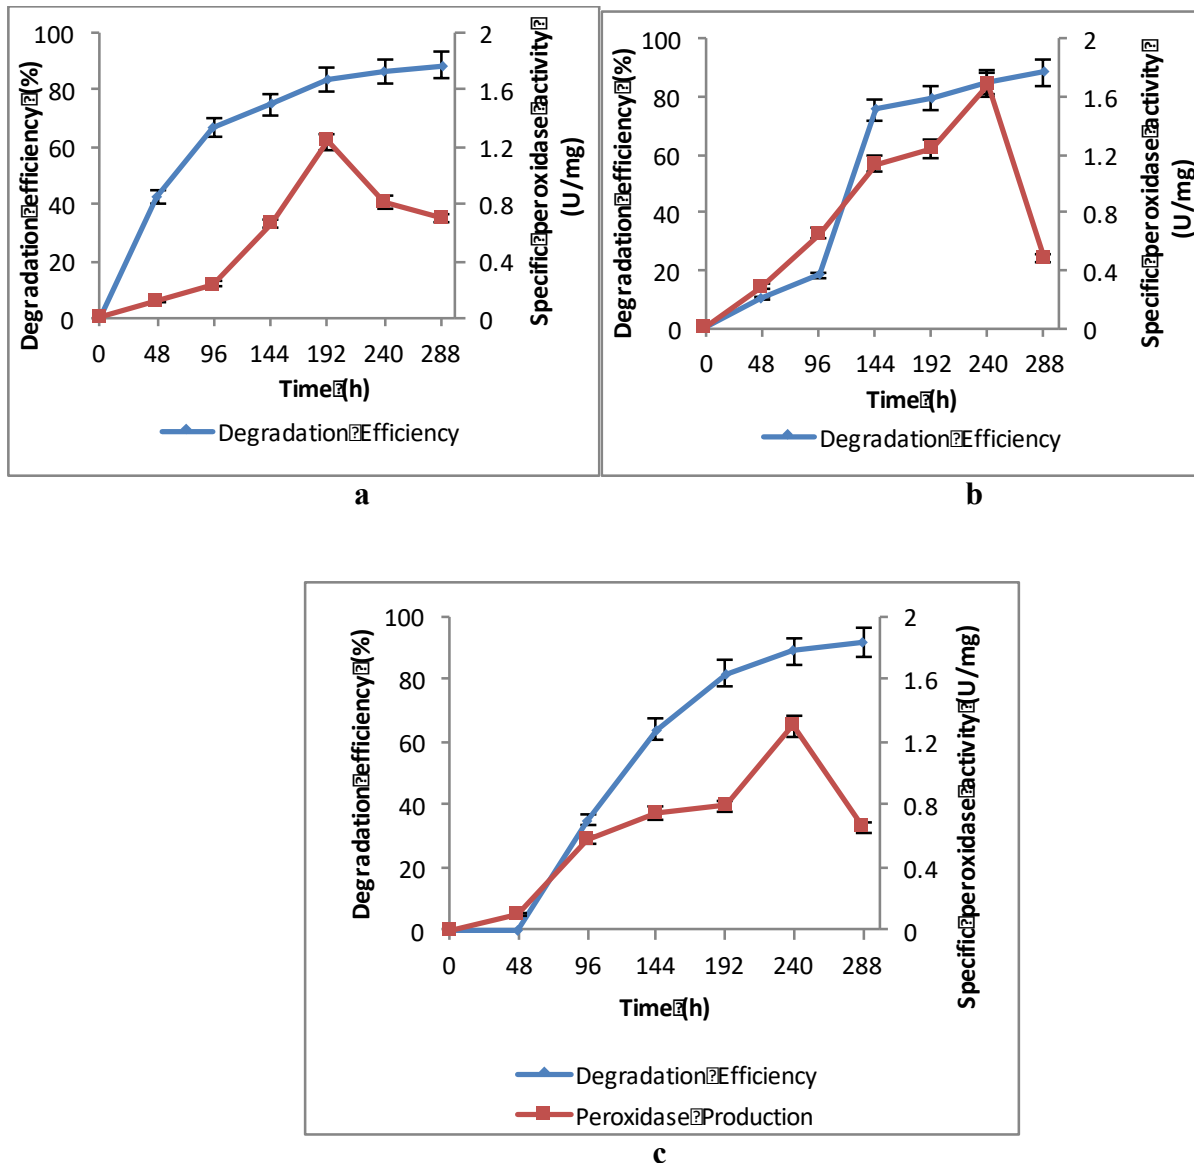 100
80
60
40
20
0
Degradation⍰efficiency⍰(%)
2
1.6
1.2
0.8
0.4
0
Specific⍰peroxidase⍰activity⍰
(U/mg)
0 48 96 144 192 240 288
Time⍰(h)
Degradation⍰Efficiency
a
100
80
60
40
20
0
Degradation⍰efficiency⍰(%)
2
1.6
1.2
0.8
0.4
0
Specific⍰peroxidase⍰activity⍰
(U/mg)
0 48 96 144 192 240 288
Time⍰(h)
Degradation⍰Efficiency
b
100
80
60
40
20
0
Degradation⍰efficiency⍰(%)
2
1.6
1.2
0.8
0.4
0
Specific⍰peroxidase⍰activity⍰(U/mg)
0 48 96 144 192 240 288
Time⍰(h)
Degradation⍰Efficiency
Peroxidase⍰Production
c